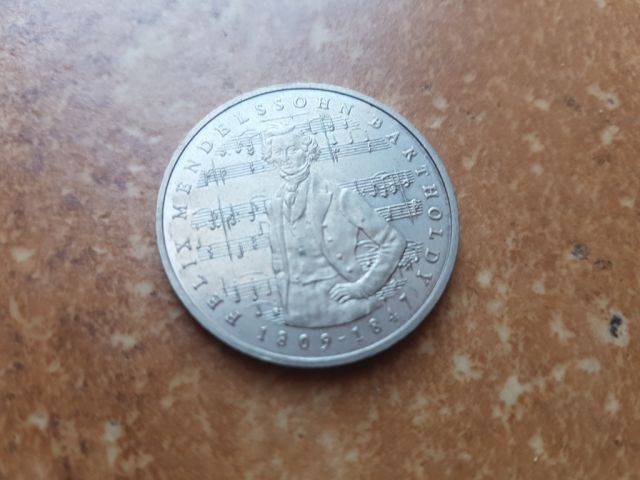 FELIX MENDELSSOHN BARTHOLDY
1809-1847